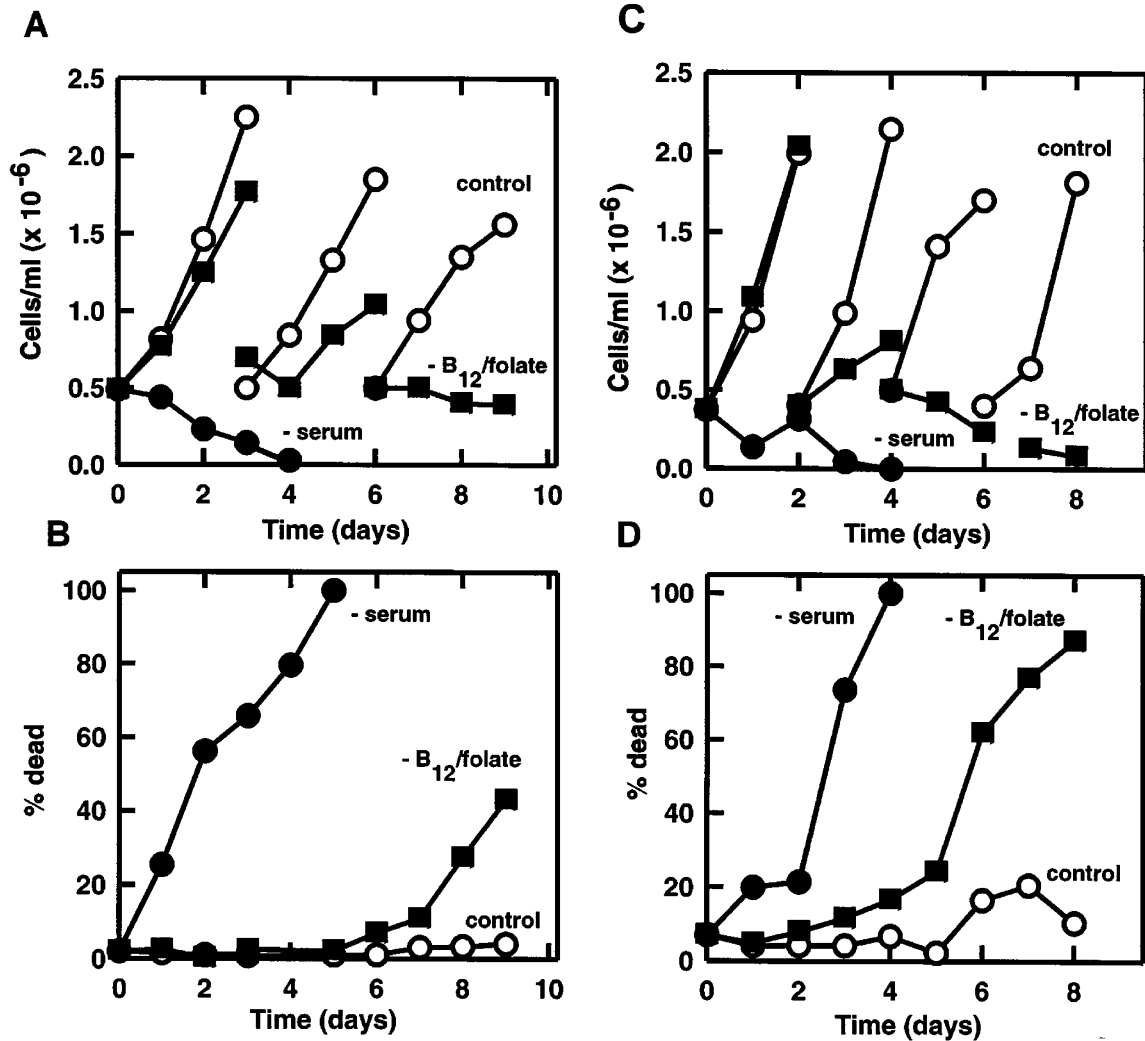 A
2.5
2.0
1.5
1.0
0.5
0.0
Cells/ml (x 10⁻⁶)
control
- B₁₂/folate
- serum
0 2 4 6 8 10
Time (days)
C
2.5
2.0
1.5
1.0
0.5
0.0
Cells/ml (x 10⁻⁶)
control
- serum
- B₁₂/folate
0 2 4 6 8
Time (days)
B
100
80
60
40
20
0
% dead
- serum
- B₁₂/folate
control
0 2 4 6 8 10
Time (days)
D
100
80
60
40
20
0
% dead
- serum
- B₁₂/folate
control
0 2 4 6 8
Time (days)